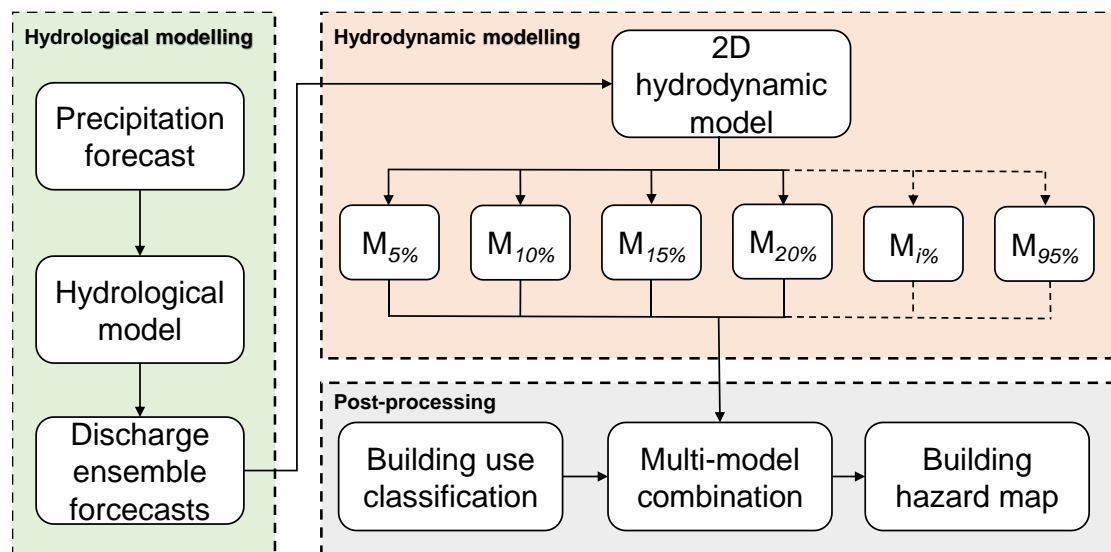 Hydrological modelling
Precipitation
forecast
Hydrological
model
Discharge
ensemble
forcecasts
Hydrodynamic modelling
2D
hydrodynamic
model
M5%
M10%
M15%
M20%
Mi%
M95%
Post-processing
Building use
classification
Multi-model
combination
Building
hazard map